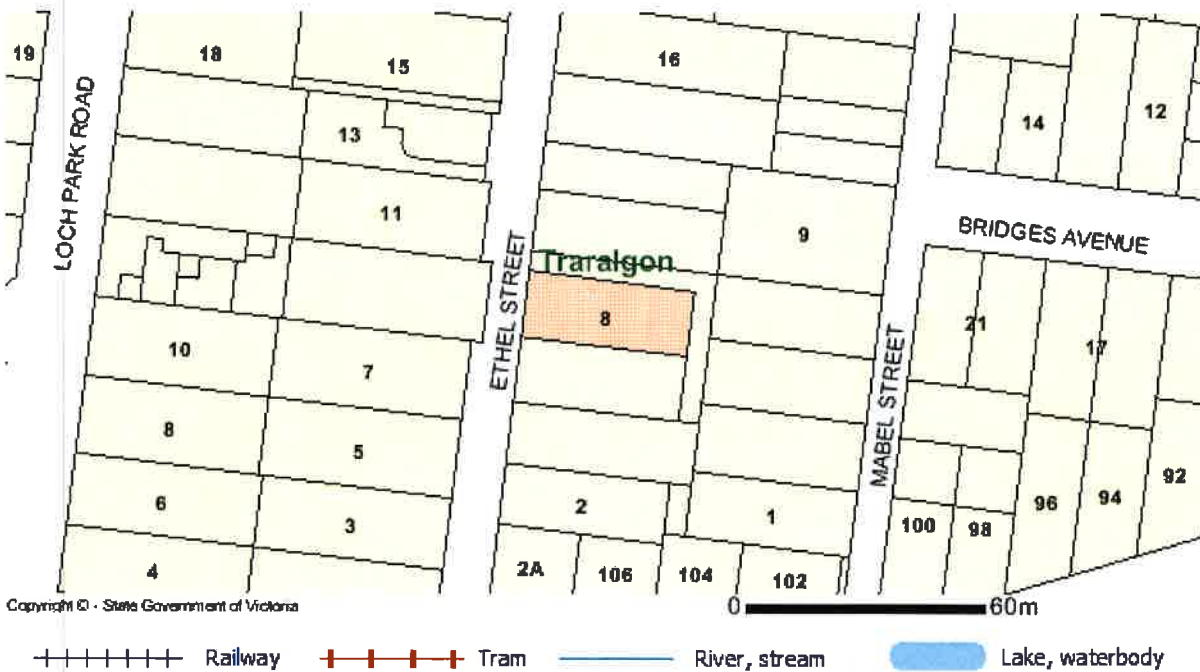 19
18
15
16
14
12
13
LOCH PARK ROAD
11
9
BRIDGES AVENUE
Traralgon
ETHEL STREET
8
21
17
10
7
MABEL STREET
8
5
92
6
3
2
1
96
94
100
98
4
2A
106
104
102
Copyright © - State Government of Victoria
0
60m
Railway
Tram
River, stream
Lake, waterbody